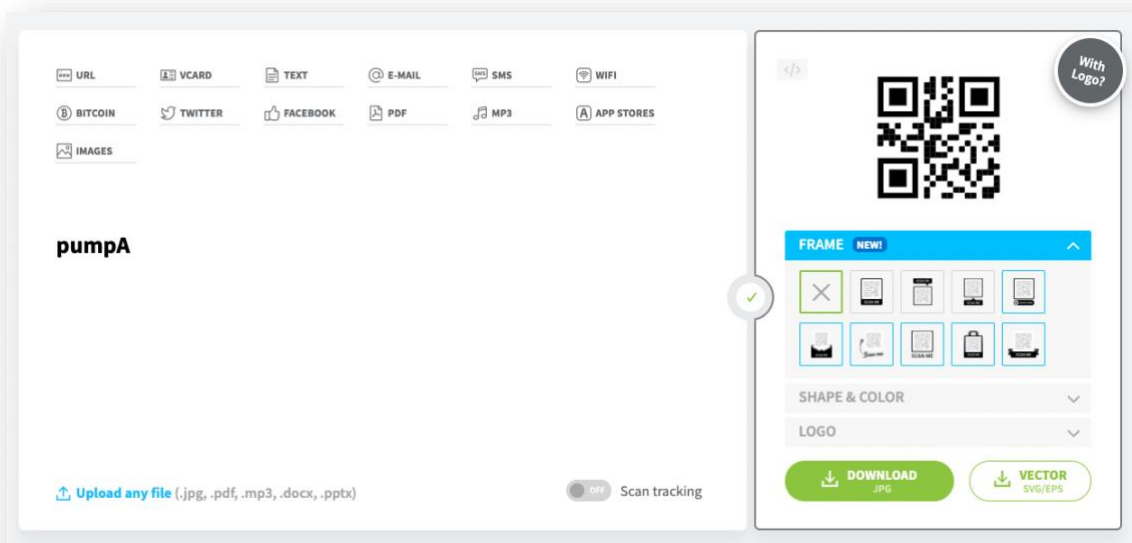 URL
VCARD
TEXT
E-MAIL
SMS
WIFI
BITCOIN
TWITTER
FACEBOOK
PDF
MP3
APP STORES
IMAGES
pumpA
Upload any file (.jpg, .pdf, .mp3, .docx, .pptx)
OFF Scan tracking
</> 
With
Logo?
FRAME NEW!
SCAN ME
SHAPE & COLOR
LOGO
DOWNLOAD
JPG
VECTOR
SVG/EPS